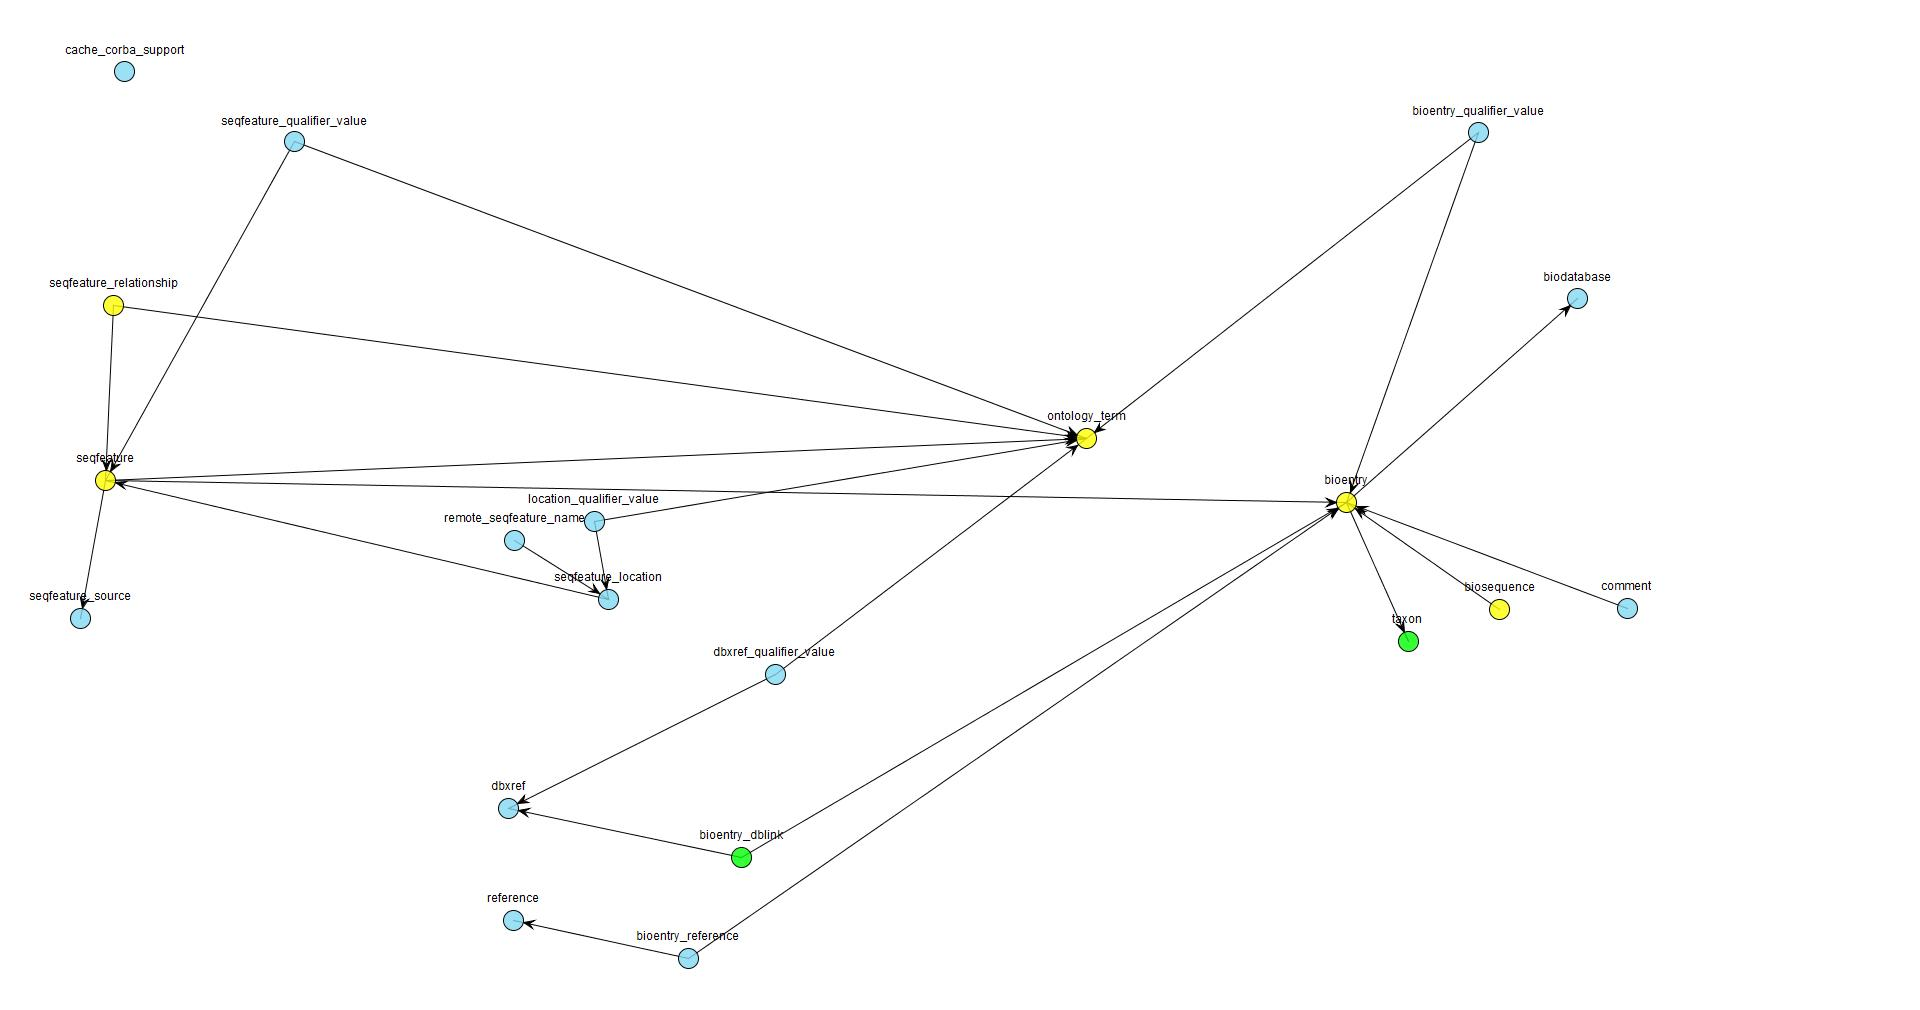 cache_corba_support
seqfeature_qualifier_value
bioentry_qualifier_value
biodatabase
seqfeature_relationship
ontology_term
seqfeature
bioentry
location_qualifier_value
remote_seqfeature_name
seqfeature_location
seqfeature_source
biosequence
comment
taxon
dbxref_qualifier_value
dbxref
bioentry_dblink
reference
bioentry_reference